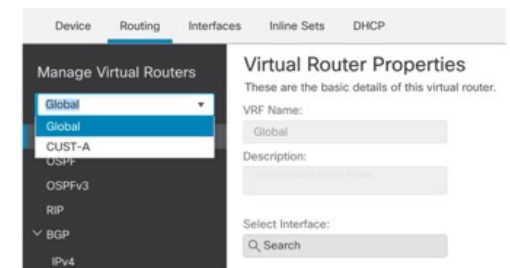 Device Routing Interfaces Inline Sets DHCP
Manage Virtual Routers
Global
Global
CUST-A
OSPF
OSPFv3
RIP
BGP
IPv4
Virtual Router Properties
These are the basic details of this virtual router.
VRF Name:
Global
Description:
Select Interface:
Search